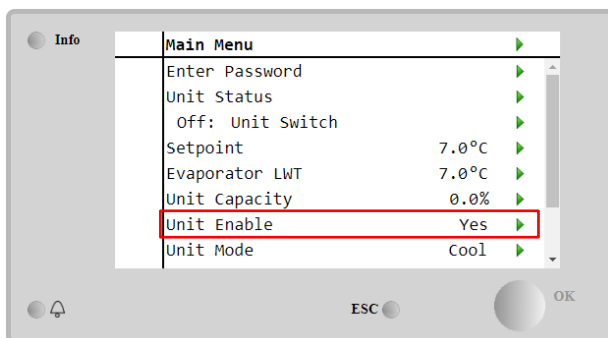 Info
Main Menu
Enter Password
Unit Status
Off: Unit Switch
Setpoint 7.0°C
Evaporator LWT 7.0°C
Unit Capacity 0.0%
Unit Enable Yes
Unit Mode Cool
ESC
OK